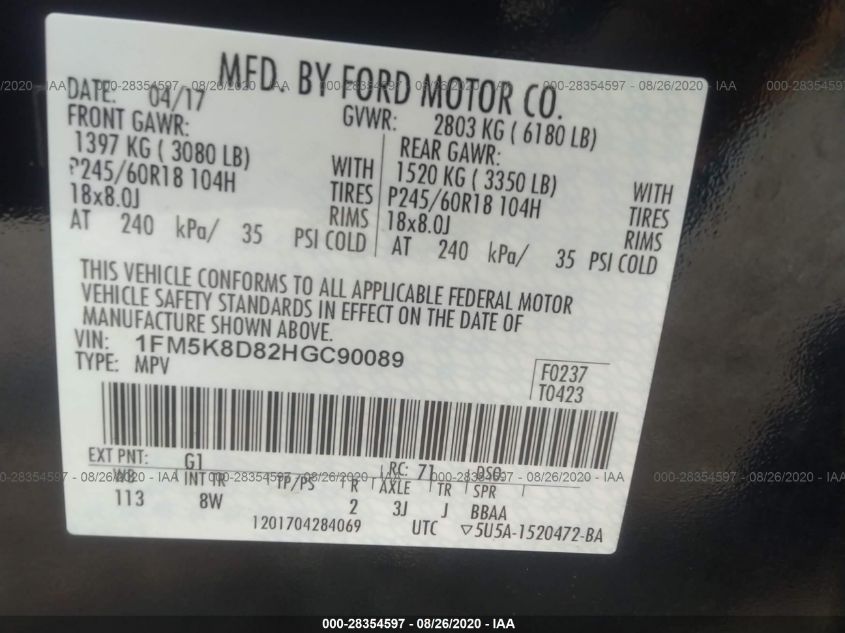 MFD. BY FORD MOTOR CO.
DATE: 04/17
GVWR: 2803 KG ( 6180 LB)
FRONT GAWR:
1397 KG ( 3080 LB) WITH
P245/60R18 104H TIRES
18x8.0J RIMS
AT 240 kPa/ 35 PSI COLD
REAR GAWR:
1520 KG ( 3350 LB) WITH
P245/60R18 104H TIRES
18x8.0J RIMS
AT 240 kPa/ 35 PSI COLD
THIS VEHICLE CONFORMS TO ALL APPLICABLE FEDERAL MOTOR
VEHICLE SAFETY STANDARDS IN EFFECT ON THE DATE OF
MANUFACTURE SHOWN ABOVE.
VIN: 1FM5K8D82HGC90089
TYPE: MPV
F0237
T0423
EXT PNT: G1 RC: 71 DSO:
WB INT TR TP/PS R AXLE TR SPR
113 8W 2 3J J BBAA
1201704284069 UTC ▽5U5A-1520472-BA
000-28354597 - 08/26/2020 - IAA